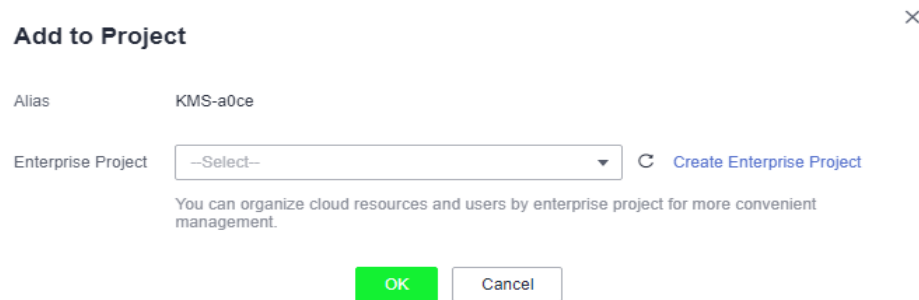 Add to Project
Alias KMS-a0ce
Enterprise Project --Select-- Create Enterprise Project
You can organize cloud resources and users by enterprise project for more convenient
management.
OK Cancel